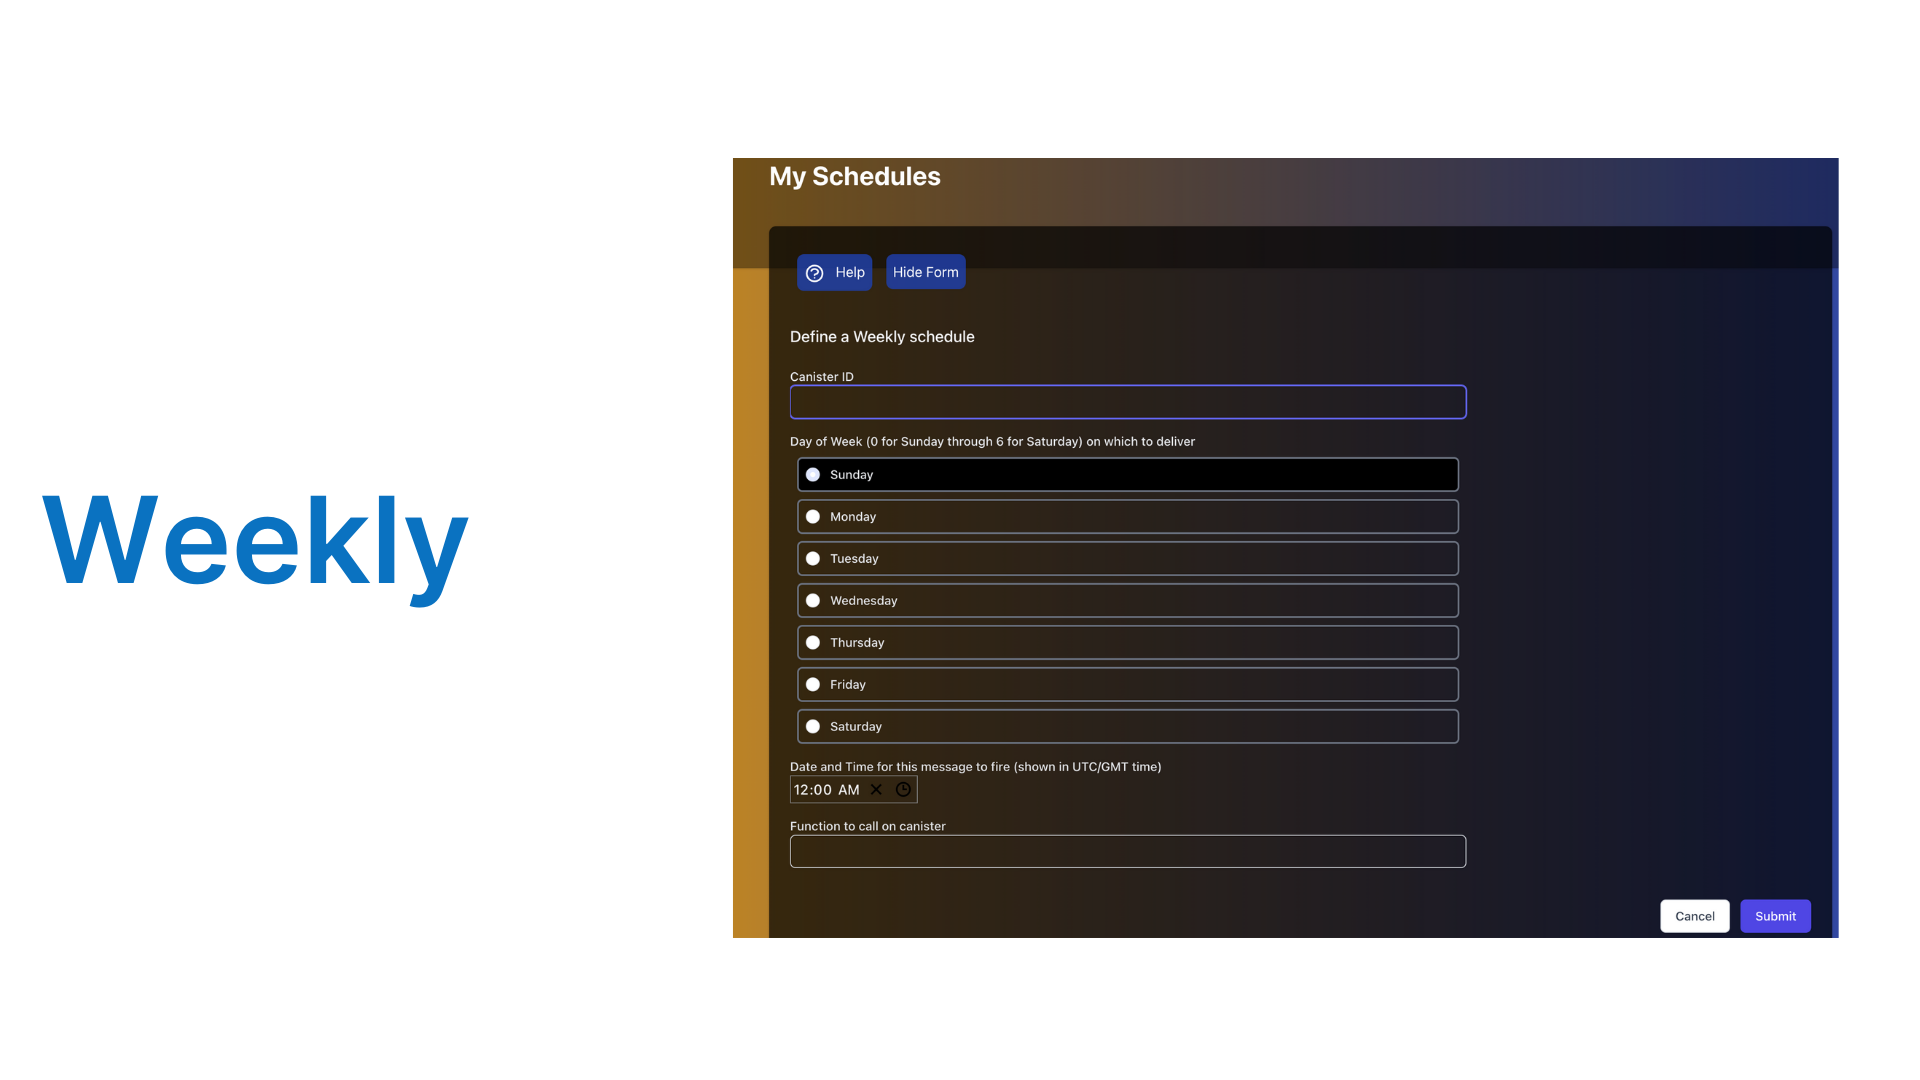 Weekly
My Schedules
Help
Hide Form
Define a Weekly schedule
Canister ID
Day of Week (0 for Sunday through 6 for Saturday) on which to deliver
Sunday
Monday
Tuesday
Wednesday
Thursday
Friday
Saturday
Date and Time for this message to fire (shown in UTC/GMT time)
12:00 AM
Function to call on canister
Cancel
Submit